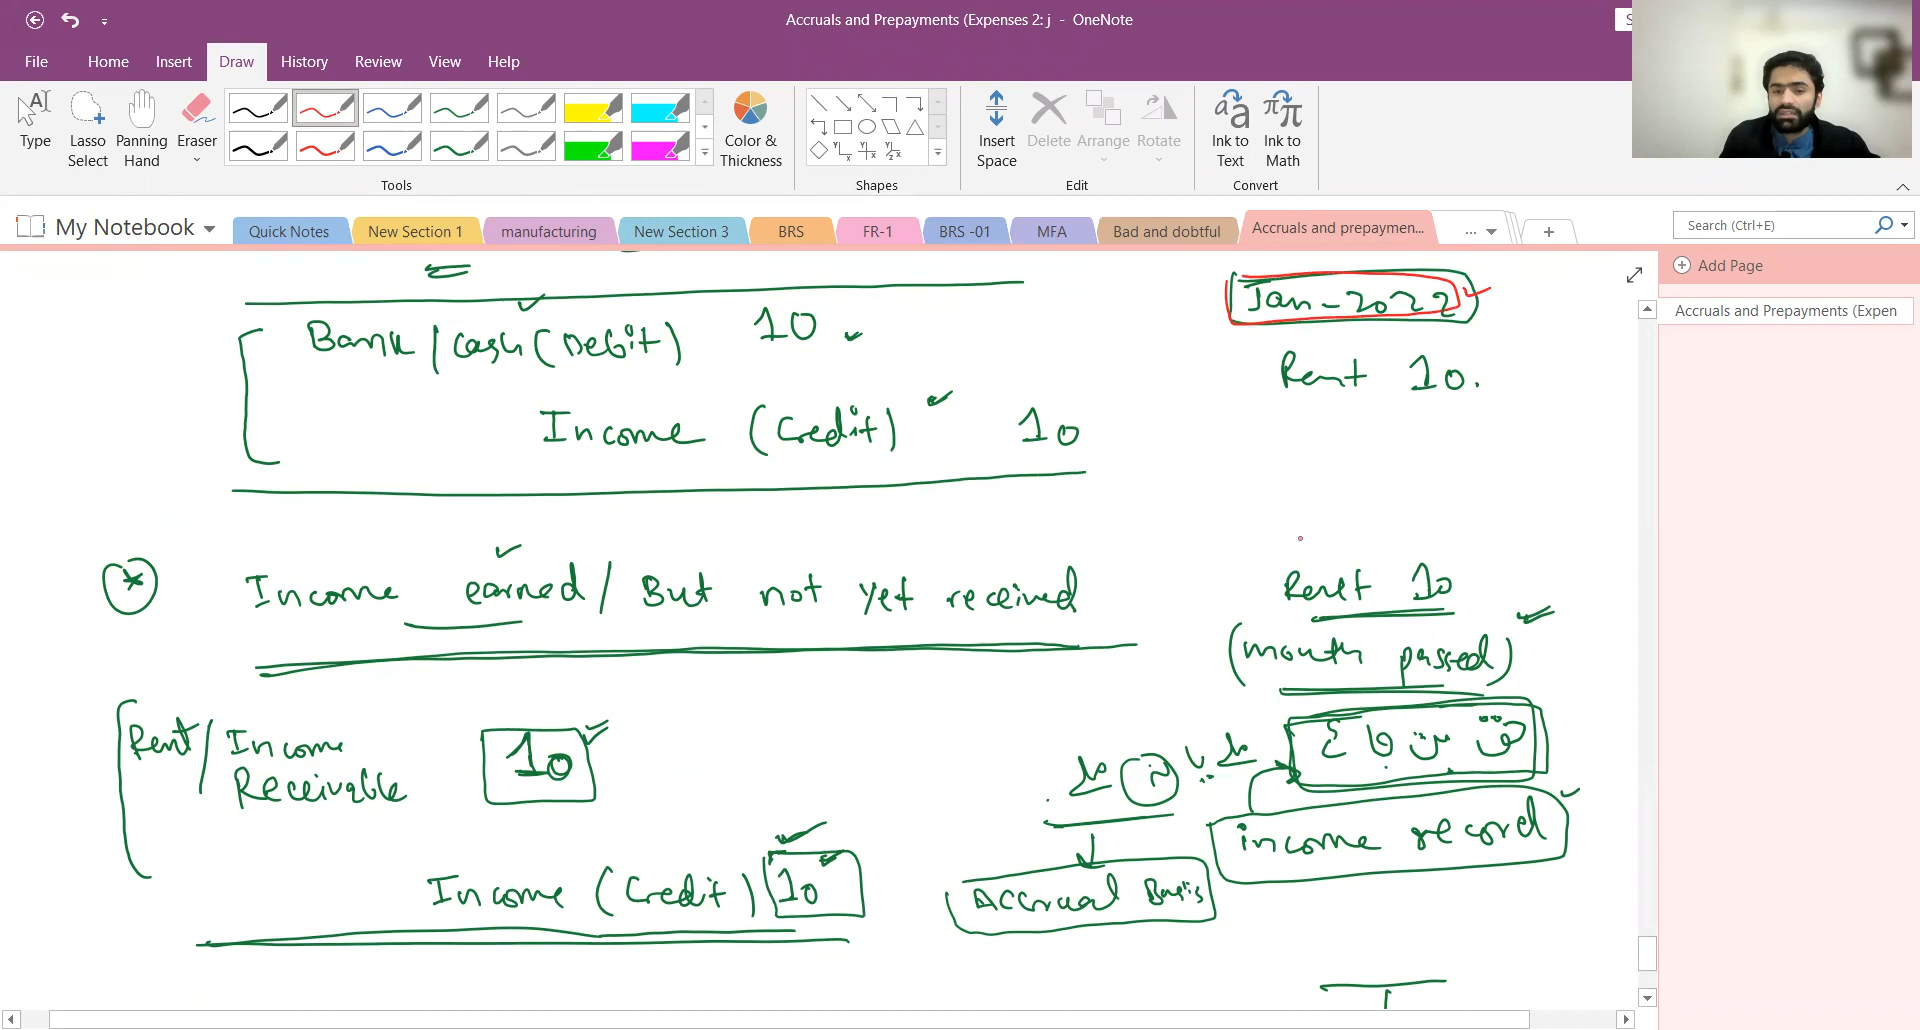 Accruals and Prepayments (Expenses 2: j - OneNote
File Home Insert Draw History Review View Help
Type
Lasso Select
Panning Hand
Eraser
Color & Thickness
Insert Space
Delete
Arrange
Rotate
Ink to Text
Ink to Math
Tools
Shapes
Edit
Convert
My Notebook
Quick Notes
New Section 1
manufacturing
New Section 3
BRS
FR-1
BRS -01
MFA
Bad and doubtful
Accruals and prepaymen...
...
Search (Ctrl+E)
Add Page
Accruals and Prepayments (Expen
Jan-2022
Bank/Cash (Debit) 10
Rent 10.
Income (Credit) 10
Income earned / But not yet received
Rent 10
(month passed)
Rent/Income Receivable 10
income record
Income (Credit) 10
Accrual Basis